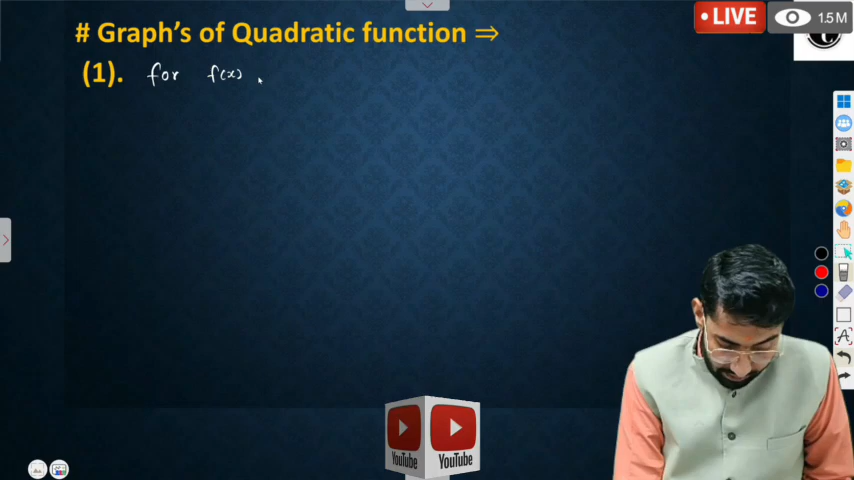 # Graph's of Quadratic function ⇒
• LIVE 1.5 M
(1). for f(x)
YouTube YouTube